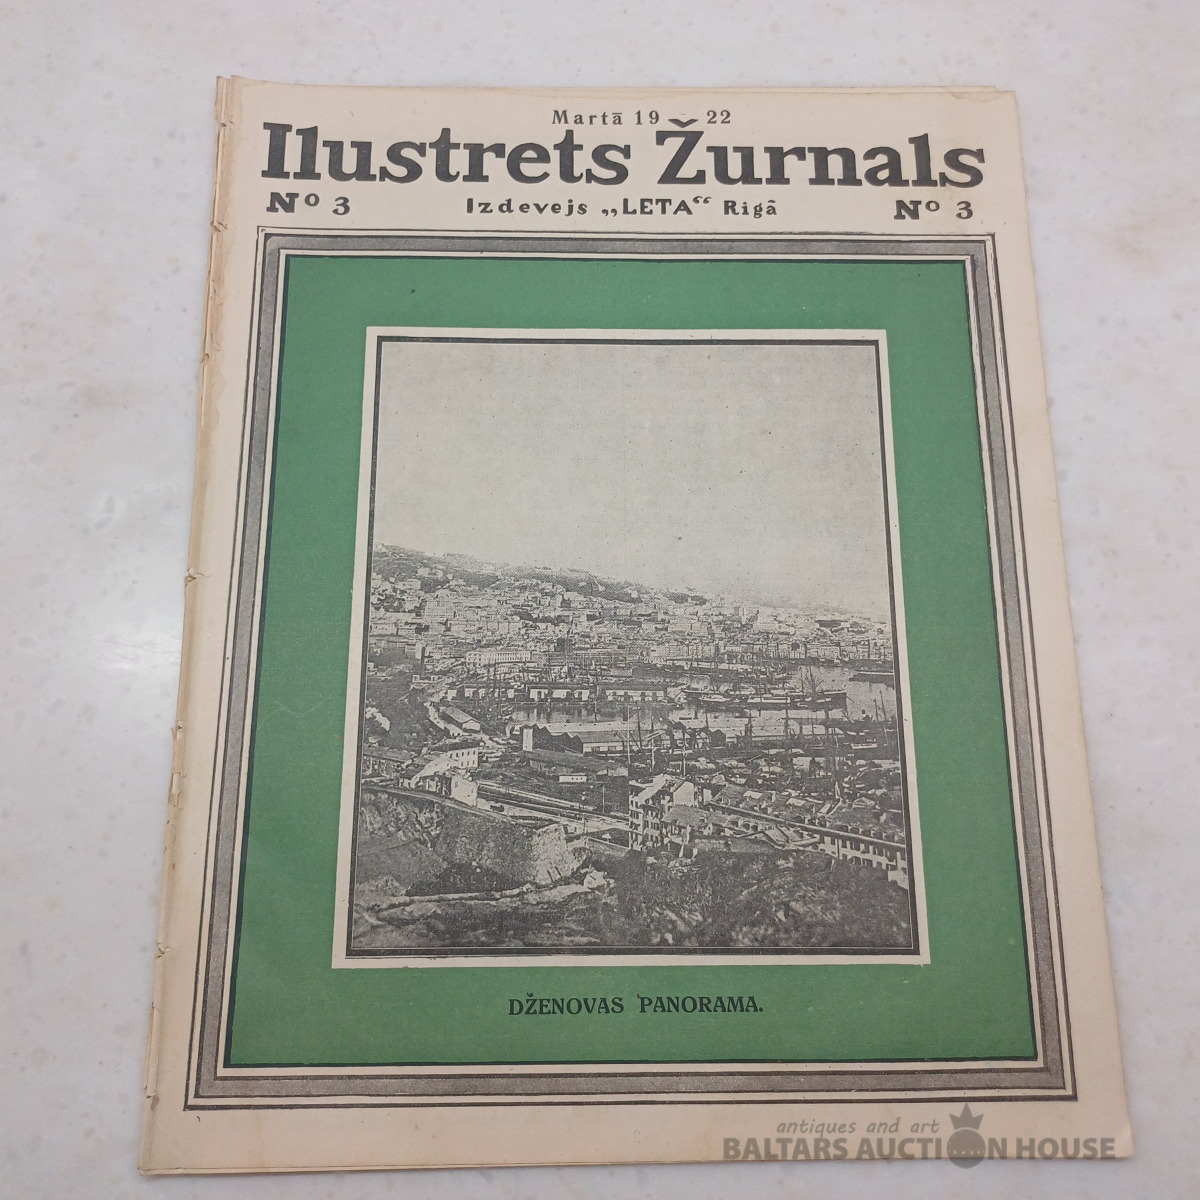 Martā 19 22
Ilustrets Žurnals
No 3 Izdevejs „LETA“ Rigā No 3
DŽENOVAS PANORAMA.
antiques and art
BALTARS AUCTION HOUSE